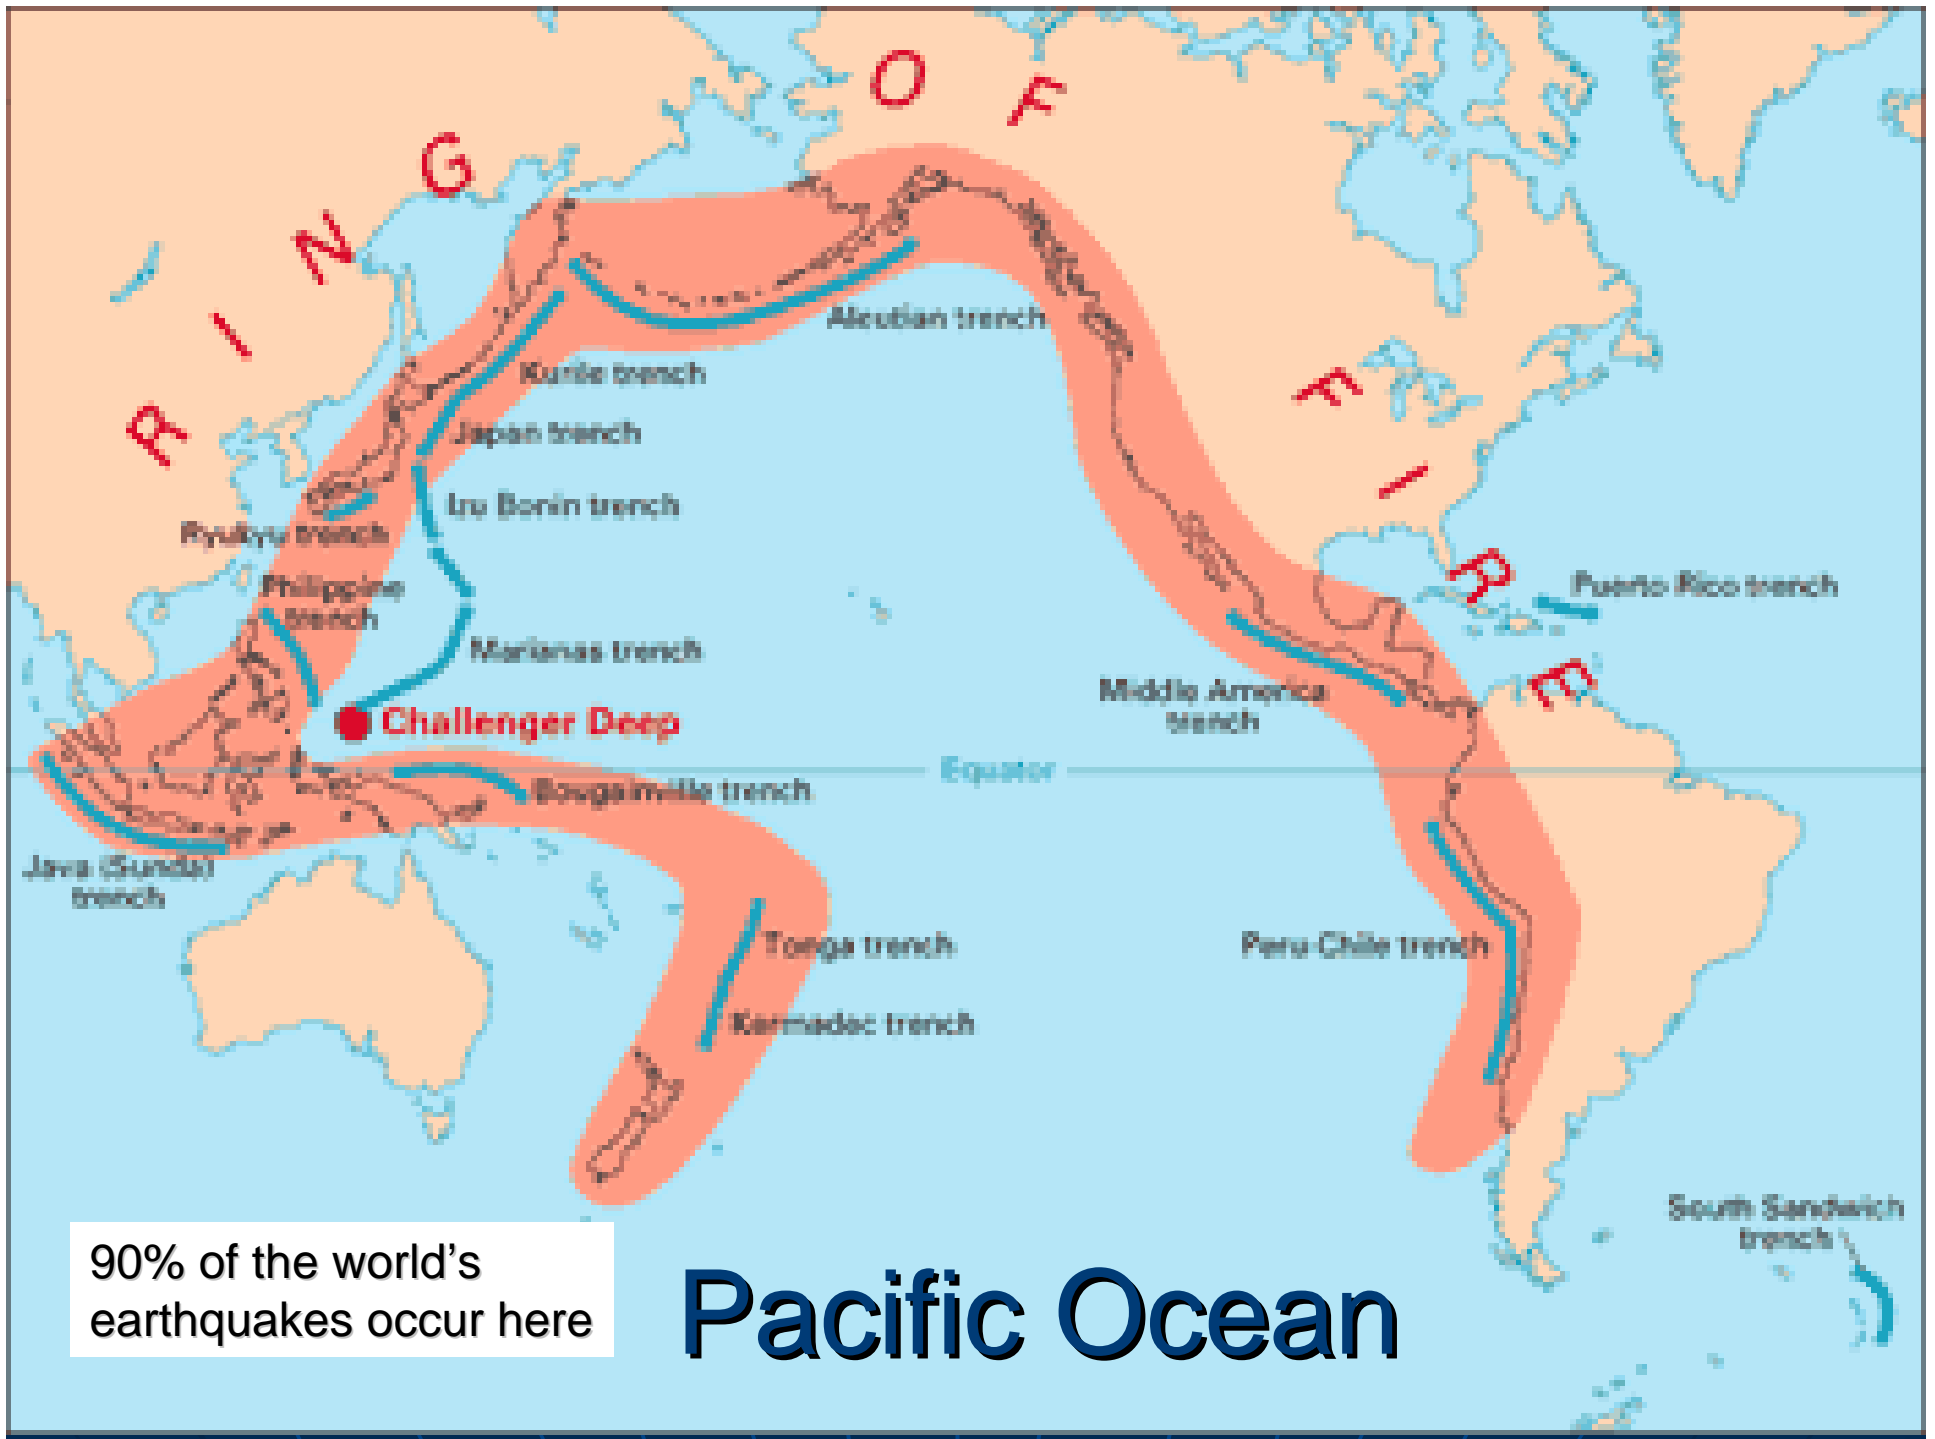 RING OF FIRE
Aleutian trench
Kurile trench
Japan trench
Izu Bonin trench
Ryukyu trench
Philippine
trench
Marianas trench
Challenger Deep
Puerto Rico trench
Middle America
trench
Equator
Bougainville trench
Java (Sunda)
trench
Tonga trench
Kermadec trench
Peru Chile trench
South Sandwich
trench
90% of the world’s
earthquakes occur here
Pacific Ocean